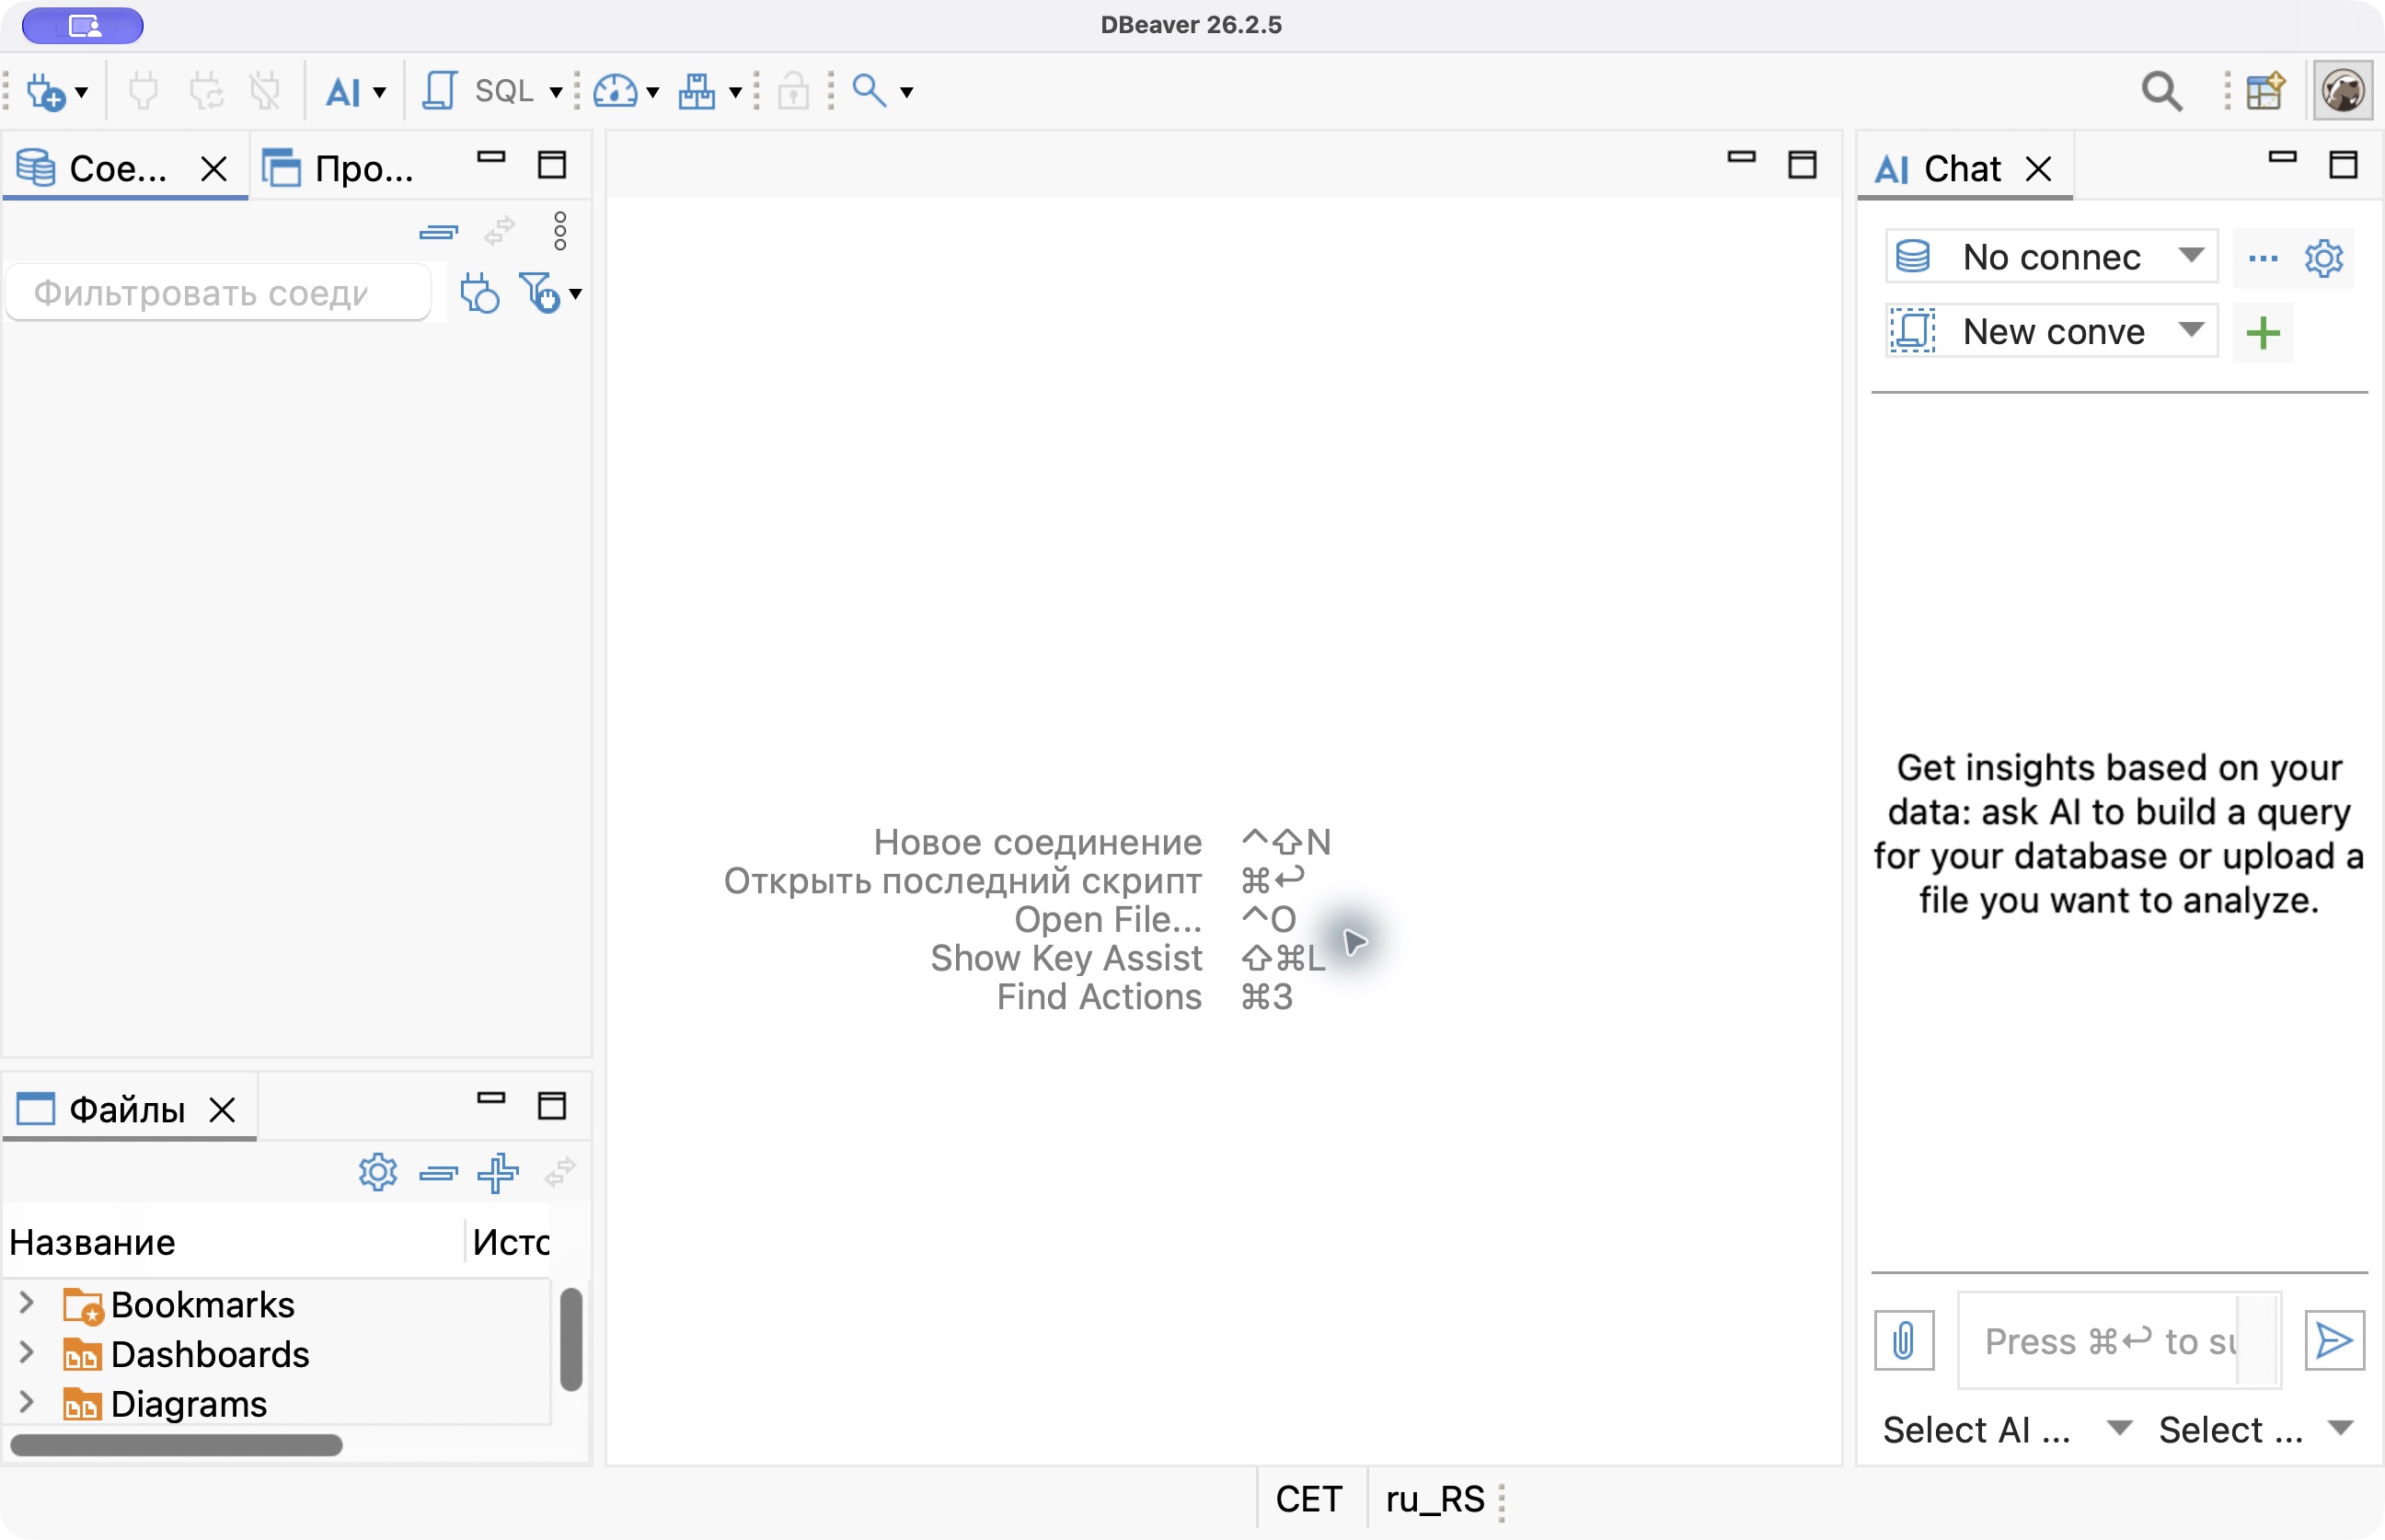 DBeaver 26.2.5
AI
SQL
Сое...
Про...
Фильтровать соеди
Новое соединение ^⇧N
Открыть последний скрипт ⌘↩
Open File... ^O
Show Key Assist ⇧⌘L
Find Actions ⌘3
Файлы
Название
Исто
Bookmarks
Dashboards
Diagrams
AI Chat
No connec
New conve
Get insights based on your
data: ask AI to build a query
for your database or upload a
file you want to analyze.
Press ⌘↩ to su
Select AI ...
Select ...
CET
ru_RS